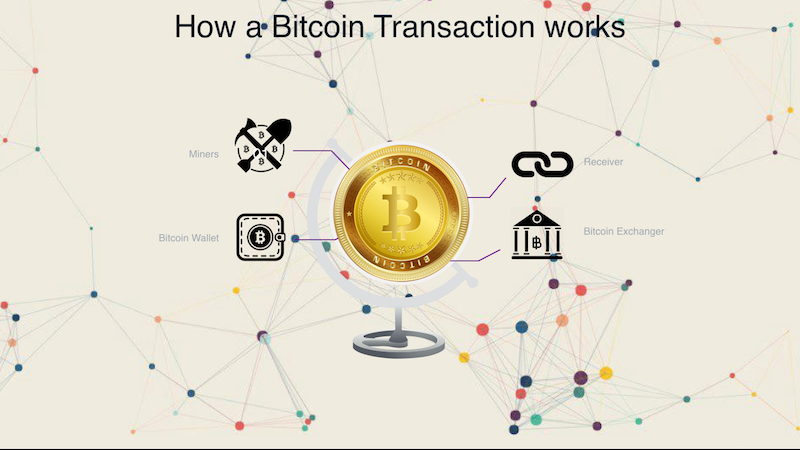 How a Bitcoin Transaction works
Miners
Receiver
BITCOIN
BITCOIN
Bitcoin Wallet
Bitcoin Exchanger